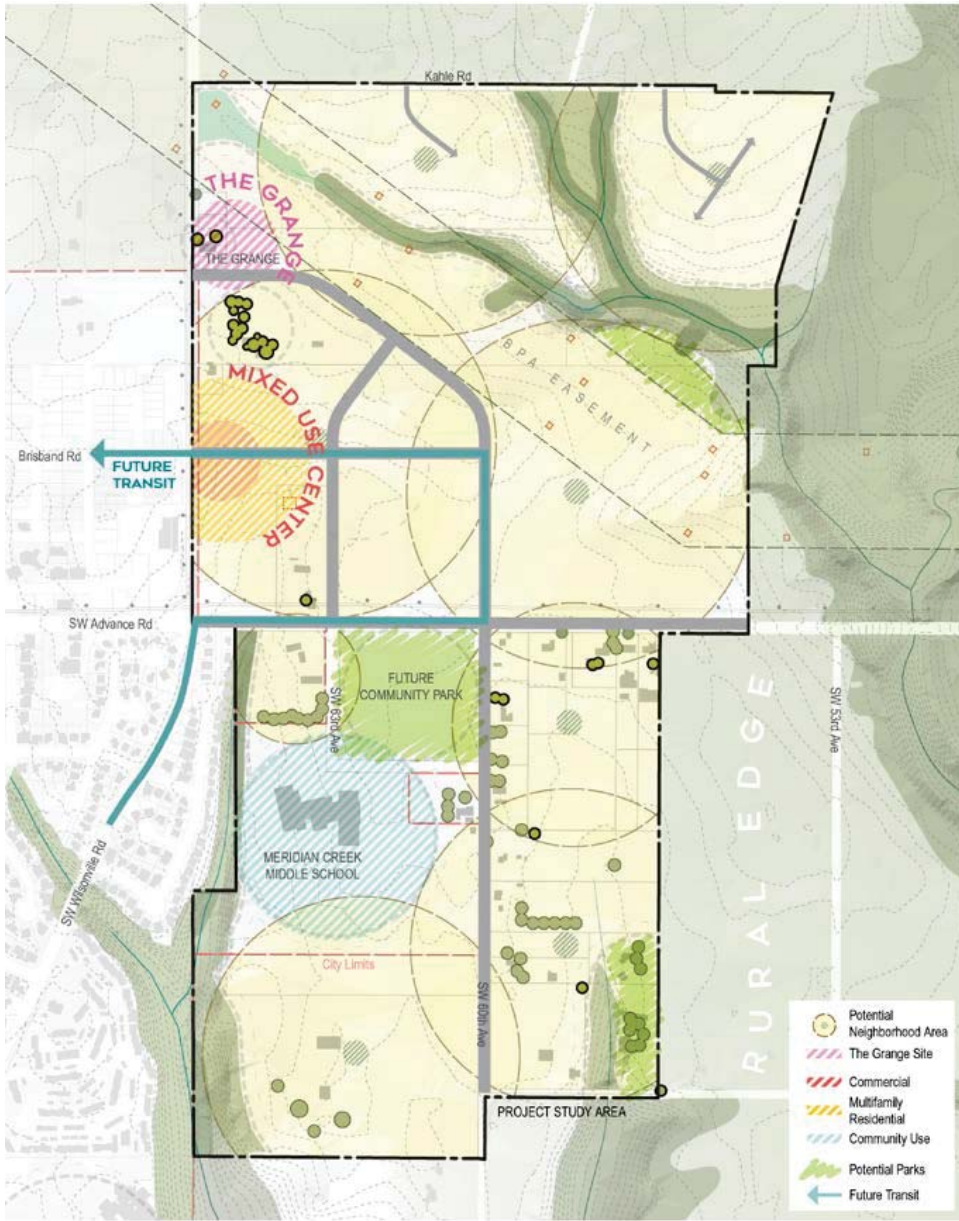 Kahle Rd
THE GRANGE
THE GRANGE
BPA EASEMENT
MIXED USE CENTER
Brisband Rd
FUTURE
TRANSIT
SW Advance Rd
FUTURE
COMMUNITY PARK
SW 63rd Ave
SW 53rd Ave
RURAL EDGE
MERIDIAN CREEK
MIDDLE SCHOOL
SW Wilsonville Rd
City Limits
SW 60th Ave
PROJECT STUDY AREA
Potential
Neighborhood Area
The Grange Site
Commercial
Multifamily
Residential
Community Use
Potential Parks
Future Transit